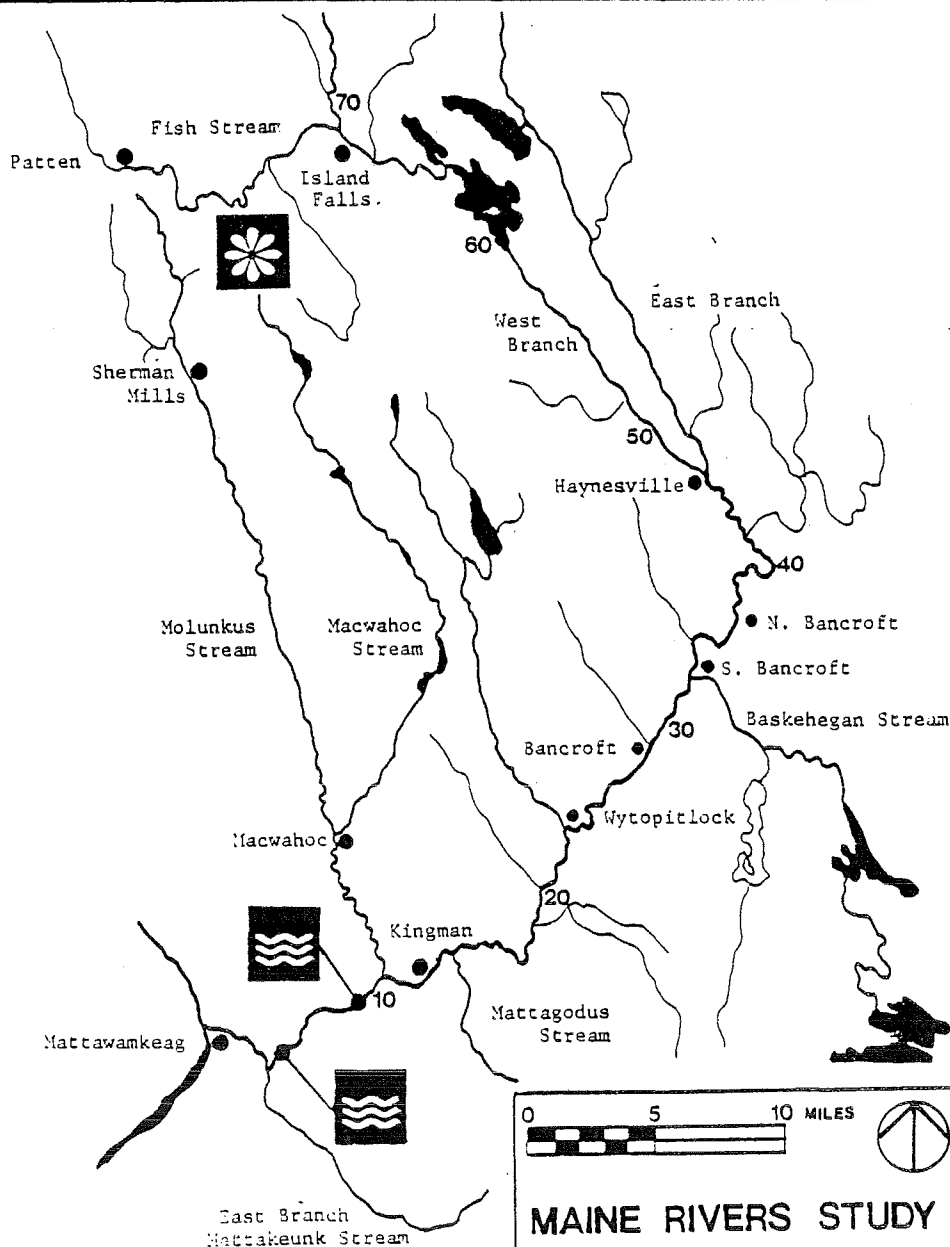 70
Fish Stream
Patten
Island
Falls.
60
East Branch
West
Branch
Sherman
Mills
50
Haynesville
40
Molunkus
Stream
Macwahoc
Stream
N. Bancroft
S. Bancroft
Baskehegan Stream
30
Bancroft
Wytopitlock
Macwahoc
20
Kingman
10
Mattagodus
Stream
Mattawamkeag
0 5 10 MILES
MAINE RIVERS STUDY
East Branch
Mattakeunk Stream